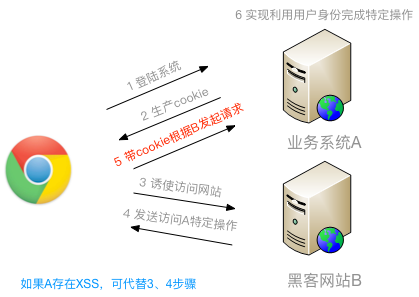 6 实现利用用户身份完成特定操作
1 登陆系统
2 生产cookie
5 带cookie根据B发起请求
业务系统A
3 诱使访问网站
4 发送访问A特定操作
黑客网站B
如果A存在XSS，可代替3、4步骤